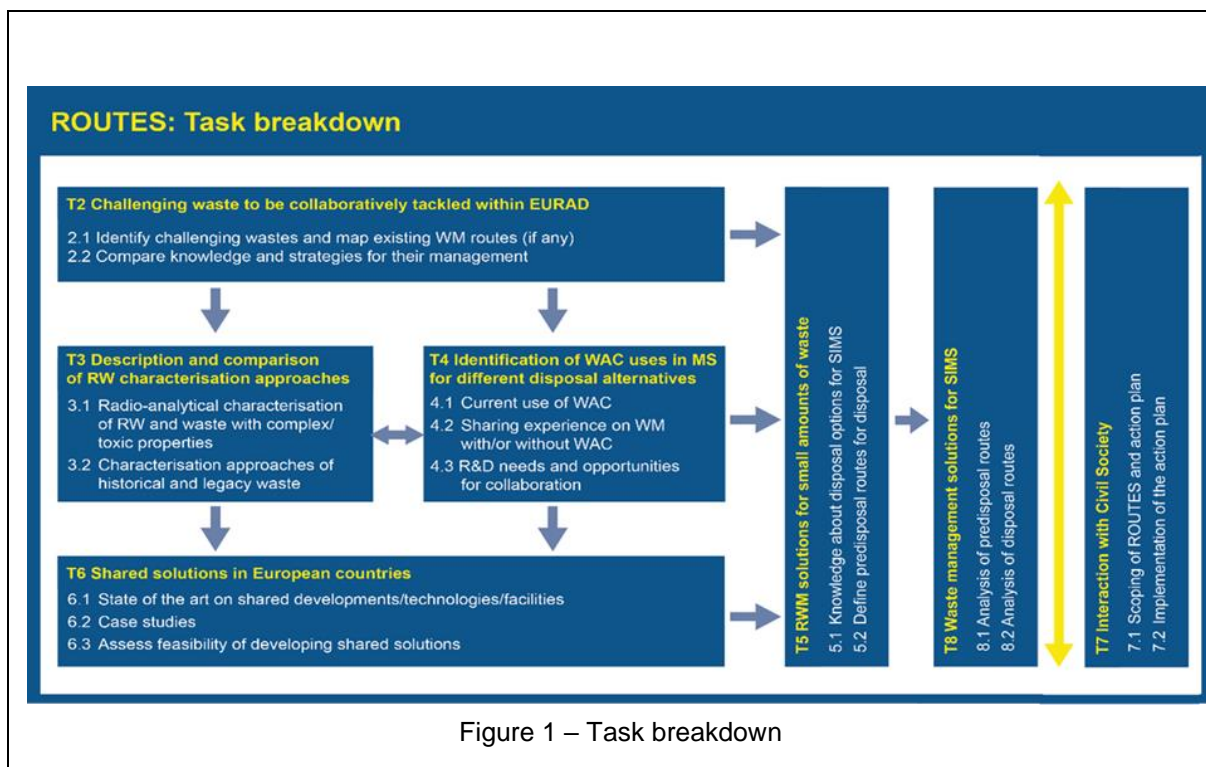 ROUTES: Task breakdown
T2 Challenging waste to be collaboratively tackled within EURAD
2.1 Identify challenging wastes and map existing WM routes (if any)
2.2 Compare knowledge and strategies for their management
T3 Description and comparison
of RW characterisation approaches
3.1 Radio-analytical characterisation
of RW and waste with complex/
toxic properties
3.2 Characterisation approaches of
historical and legacy waste
T4 Identification of WAC uses in MS
for different disposal alternatives
4.1 Current use of WAC
4.2 Sharing experience on WM
with/or without WAC
4.3 R&D needs and opportunities
for collaboration
T6 Shared solutions in European countries
6.1 State of the art on shared developments/technologies/facilities
6.2 Case studies
6.3 Assess feasibility of developing shared solutions
T5 RWM solutions for small amounts of waste
5.1 Knowledge about disposal options for SIMS
5.2 Define predisposal routes for disposal
T8 Waste management solutions for SIMS
8.1 Analysis of predisposal routes
8.2 Analysis of disposal routes
T7 Interaction with Civil Society
7.1 Scoping of ROUTES and action plan
7.2 Implementation of the action plan
Figure 1 – Task breakdown